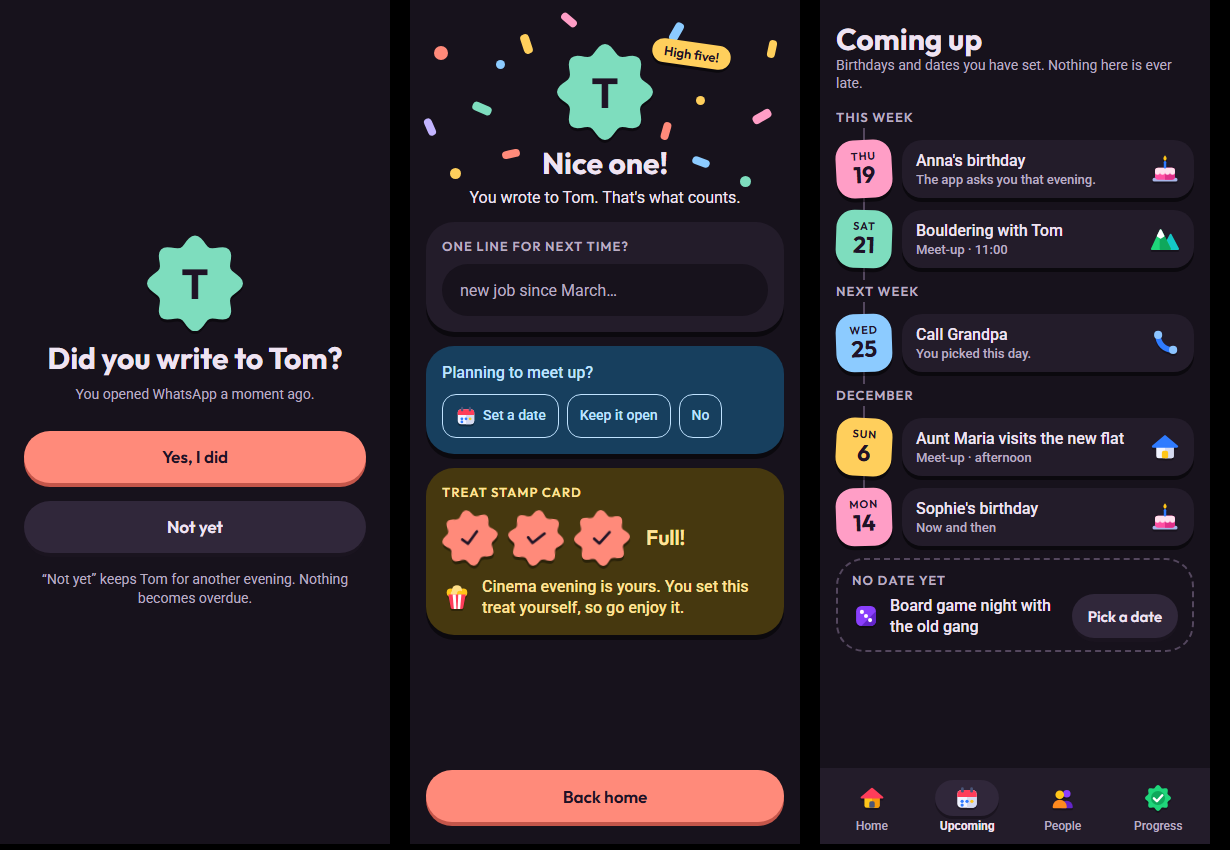 T
Did you write to Tom?
You opened WhatsApp a moment ago.
Yes, I did
Not yet
“Not yet” keeps Tom for another evening. Nothing
becomes overdue.
High five!
T
Nice one!
You wrote to Tom. That's what counts.
ONE LINE FOR NEXT TIME?
new job since March…
Planning to meet up?
Set a date
Keep it open
No
TREAT STAMP CARD
Full!
Cinema evening is yours. You set this
treat yourself, so go enjoy it.
Back home
Coming up
Birthdays and dates you have set. Nothing here is ever
late.
THIS WEEK
THU
19
Anna's birthday
The app asks you that evening.
SAT
21
Bouldering with Tom
Meet-up · 11:00
NEXT WEEK
WED
25
Call Grandpa
You picked this day.
DECEMBER
SUN
6
Aunt Maria visits the new flat
Meet-up · afternoon
MON
14
Sophie's birthday
Now and then
NO DATE YET
Board game night with
the old gang
Pick a date
Home
Upcoming
People
Progress